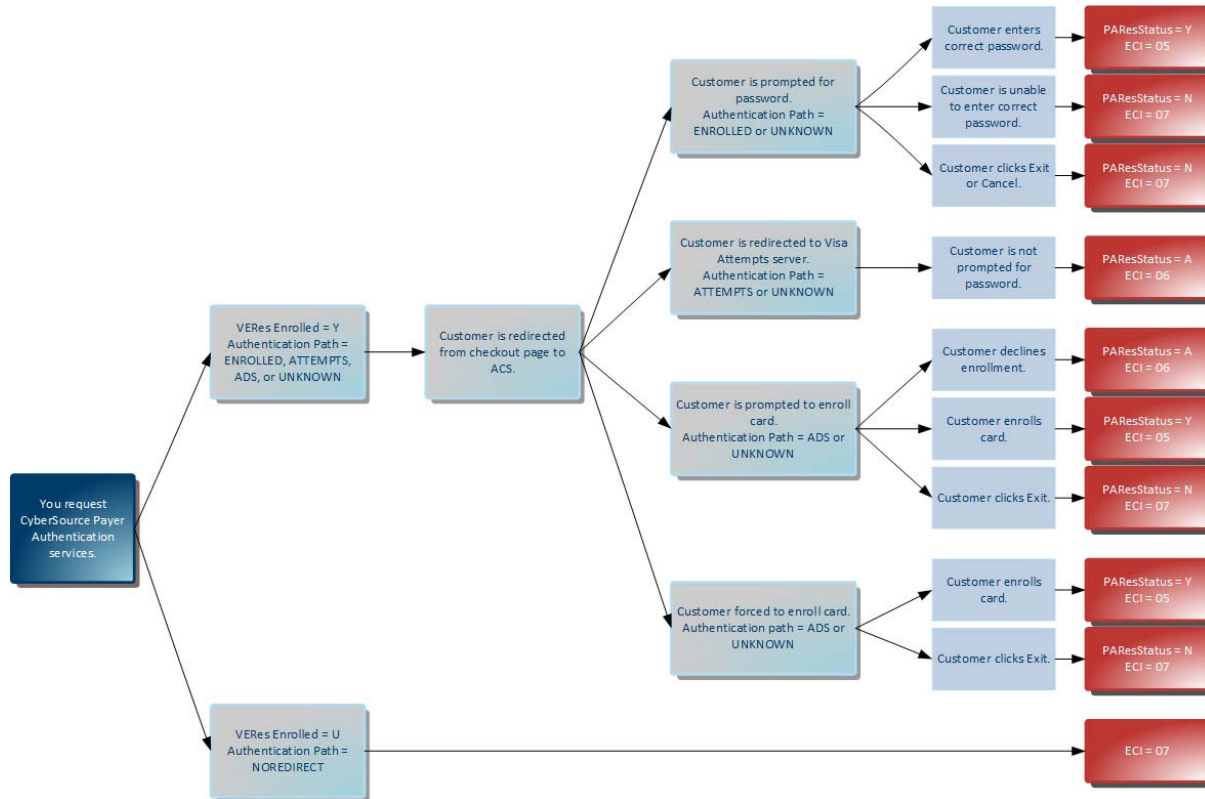 You request
CyberSource Payer
Authentication
services.
VERes Enrolled = Y
Authentication Path =
ENROLLED, ATTEMPTS,
ADS, or UNKNOWN
Customer is redirected
from checkout page to
ACS.
Customer is prompted for
password.
Authentication Path =
ENROLLED or UNKNOWN
Customer enters
correct password.
PAResStatus = Y
ECI = 05
Customer is unable
to enter correct
password.
PAResStatus = N
ECI = 07
Customer clicks Exit
or Cancel.
PAResStatus = N
ECI = 07
Customer is redirected to Visa
Attempts server.
Authentication Path =
ATTEMPTS or UNKNOWN
Customer is not
prompted for
password.
PAResStatus = A
ECI = 06
Customer is prompted to enroll
card.
Authentication Path = ADS or
UNKNOWN
Customer declines
enrollment.
PAResStatus = A
ECI = 06
Customer enrolls
card.
PAResStatus = Y
ECI = 05
Customer clicks Exit.
PAResStatus = N
ECI = 07
Customer forced to enroll card.
Authentication path = ADS or
UNKNOWN
Customer enrolls
card.
PAResStatus = Y
ECI = 05
Customer clicks Exit.
PAResStatus = N
ECI = 07
VERes Enrolled = U
Authentication Path =
NOREDIRECT
ECI = 07